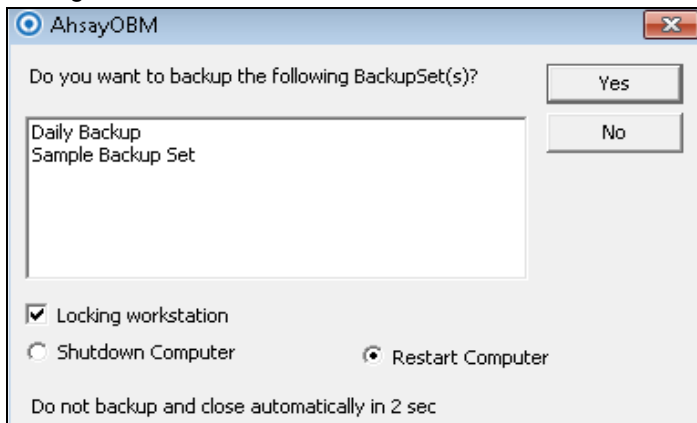 AhsayOBM
Do you want to backup the following BackupSet(s)?
Yes
No
Daily Backup
Sample Backup Set
Locking workstation
Shutdown Computer
Restart Computer
Do not backup and close automatically in 2 sec